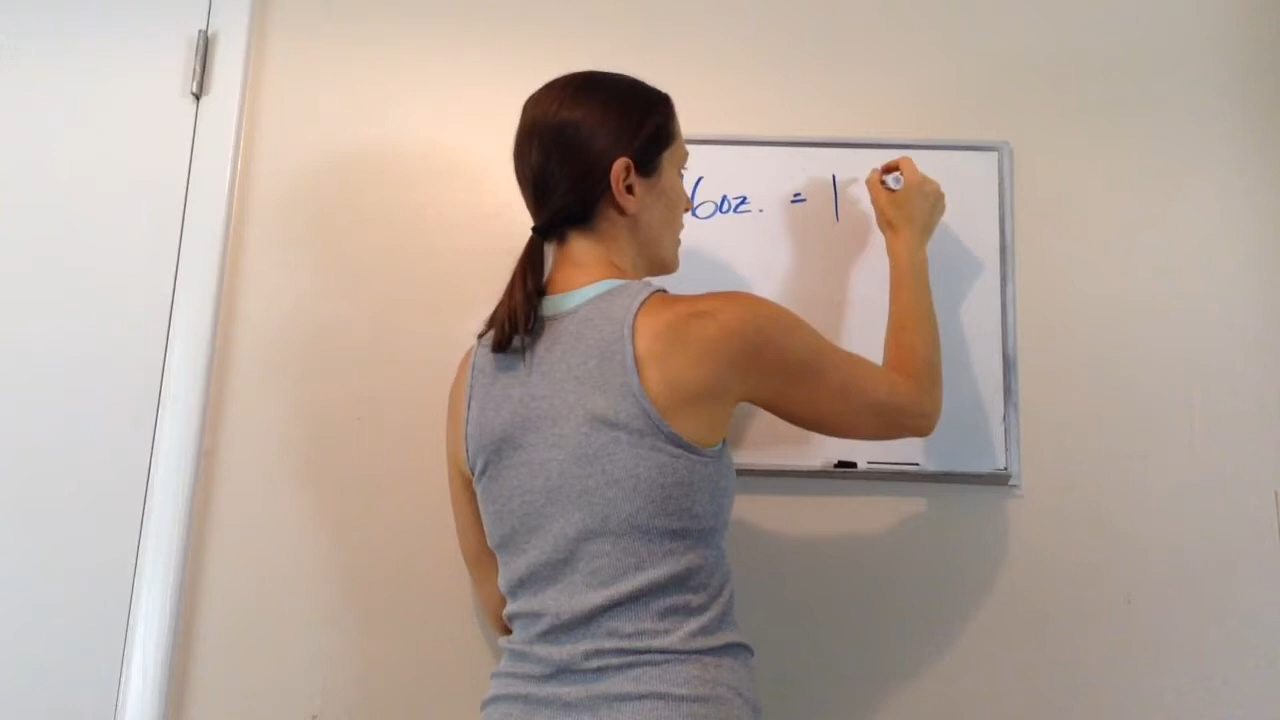 6oz. = 1